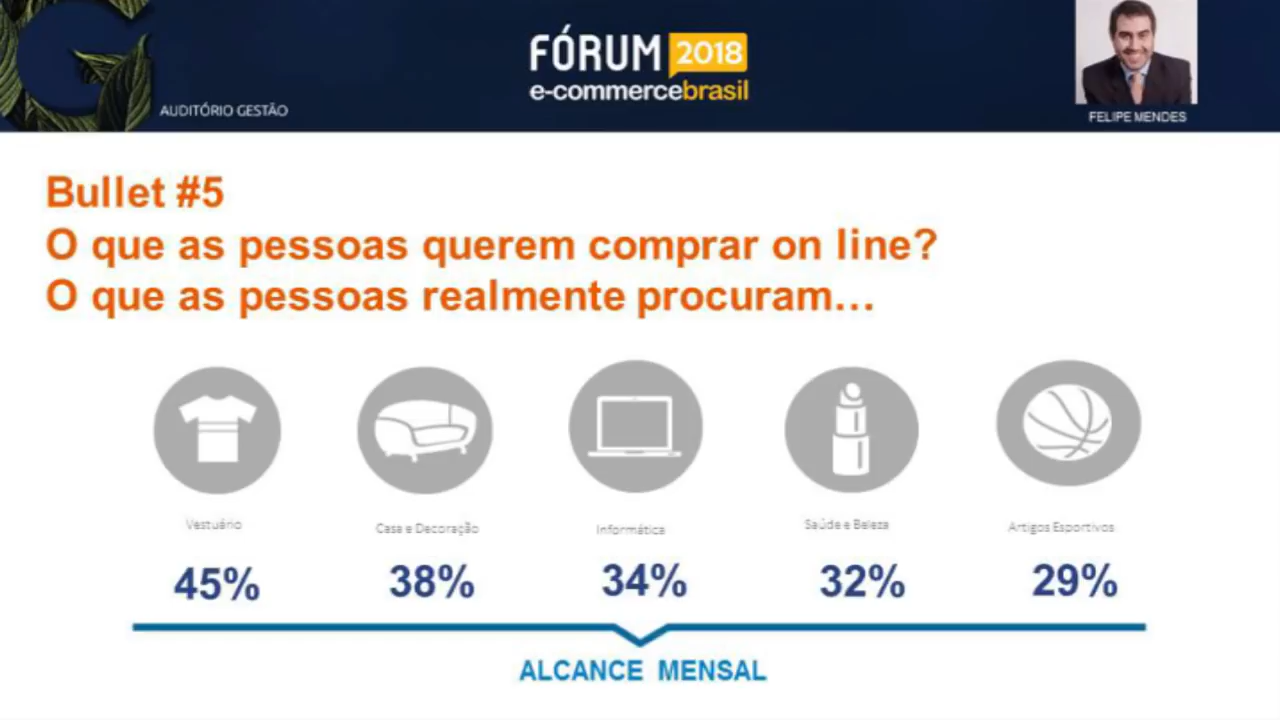 FÓRUM 2018
e-commercebrasil
AUDITÓRIO GESTÃO
FELIPE MENDES
Bullet #5
O que as pessoas querem comprar on line?
O que as pessoas realmente procuram...
Vestuário
Casa e Decoração
Informática
Saúde e Beleza
Artigos Esportivos
45%
38%
34%
32%
29%
ALCANCE MENSAL